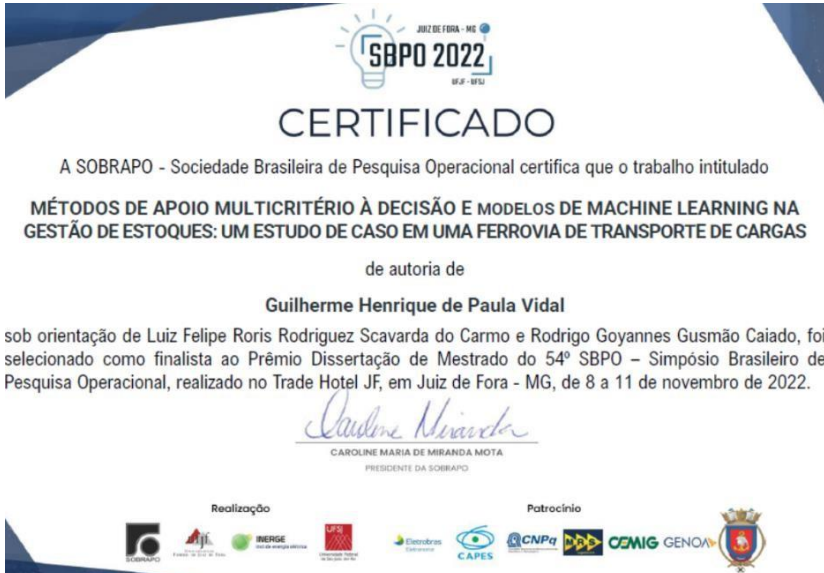 JUIZ DE FORA - MG
SBPO 2022
UFJF - UFSJ
CERTIFICADO
A SOBRAPO - Sociedade Brasileira de Pesquisa Operacional certifica que o trabalho intitulado
MÉTODOS DE APOIO MULTICRITÉRIO À DECISÃO E MODELOS DE MACHINE LEARNING NA
GESTÃO DE ESTOQUES: UM ESTUDO DE CASO EM UMA FERROVIA DE TRANSPORTE DE CARGAS
de autoria de
Guilherme Henrique de Paula Vidal
sob orientação de Luiz Felipe Roris Rodriguez Scavarda do Carmo e Rodrigo Goyannes Gusmão Caiado, foi
selecionado como finalista ao Prêmio Dissertação de Mestrado do 54º SBPO – Simpósio Brasileiro de
Pesquisa Operacional, realizado no Trade Hotel JF, em Juiz de Fora - MG, de 8 a 11 de novembro de 2022.
Caroline Miranda
CAROLINE MARIA DE MIRANDA MOTA
PRESIDENTE DA SOBRAPO
Realização
Patrocínio
SOBRAPO
ufjf
INERGE
UFSJ
Eletrobras
CAPES
CNPq
MRS
CEMIG
GENOA